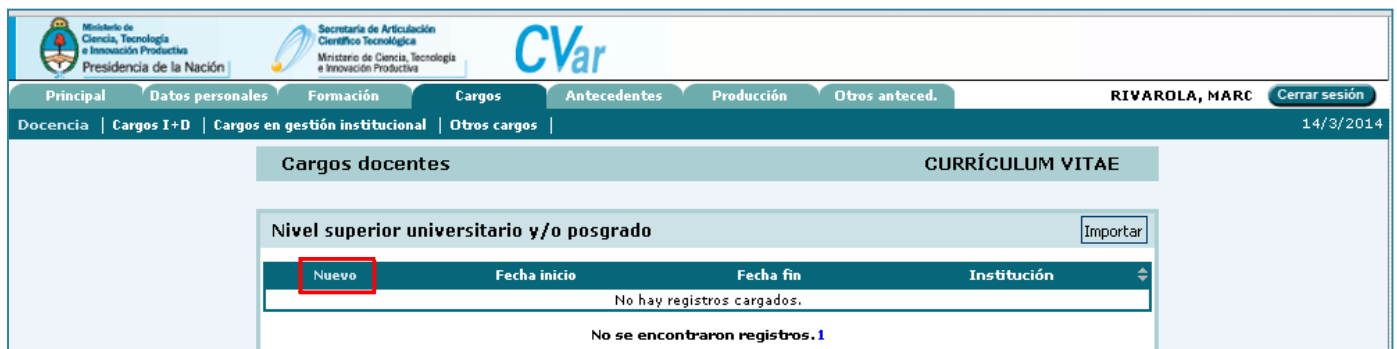 Ministerio de
Ciencia, Tecnología
e Innovación Productiva
Presidencia de la Nación
Secretaría de Articulación
Científico Tecnológica
Ministerio de Ciencia, Tecnología
e Innovación Productiva
CVar
Principal Datos personales Formación Cargos Antecedentes Producción Otros anteced. RIVAROLA, MARC Cerrar sesión
Docencia | Cargos I+D | Cargos en gestión institucional | Otros cargos | 14/3/2014
Cargos docentes CURRÍCULUM VITAE
Nivel superior universitario y/o posgrado Importar
Nuevo Fecha inicio Fecha fin Institución
No hay registros cargados.
No se encontraron registros.1